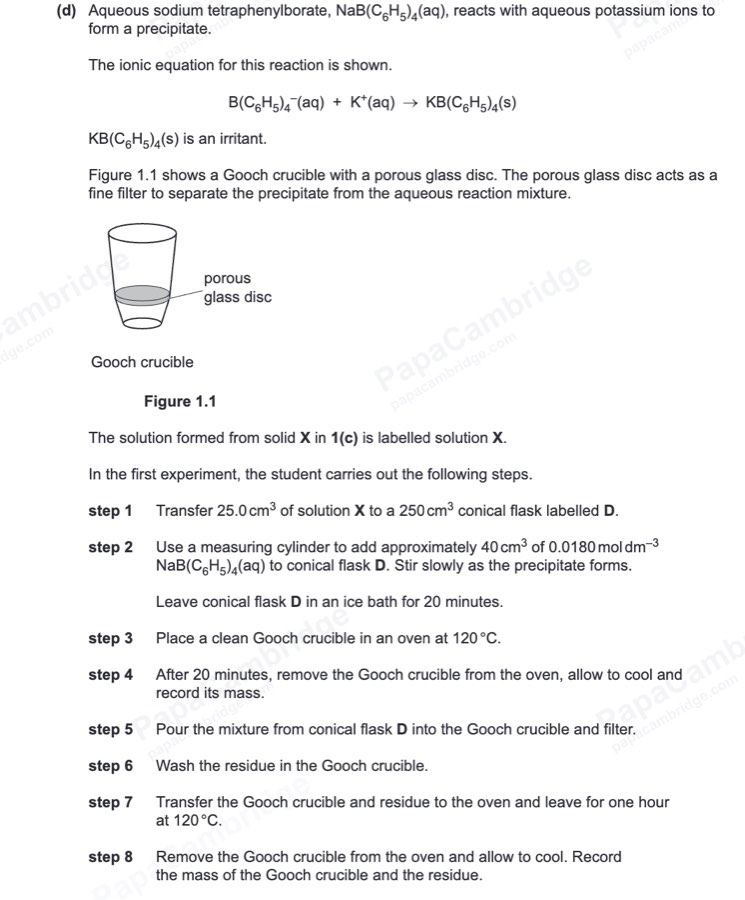 (d) Aqueous sodium tetraphenylborate, NaB(C₆H₅)₄(aq), reacts with aqueous potassium ions to
form a precipitate.
The ionic equation for this reaction is shown.
B(C₆H₅)₄⁻(aq) + K⁺(aq) → KB(C₆H₅)₄(s)
KB(C₆H₅)₄(s) is an irritant.
Figure 1.1 shows a Gooch crucible with a porous glass disc. The porous glass disc acts as a
fine filter to separate the precipitate from the aqueous reaction mixture.
porous
glass disc
Gooch crucible
Figure 1.1
The solution formed from solid X in 1(c) is labelled solution X.
In the first experiment, the student carries out the following steps.
step 1 Transfer 25.0 cm³ of solution X to a 250 cm³ conical flask labelled D.
step 2 Use a measuring cylinder to add approximately 40 cm³ of 0.0180 mol dm⁻³
NaB(C₆H₅)₄(aq) to conical flask D. Stir slowly as the precipitate forms.
Leave conical flask D in an ice bath for 20 minutes.
step 3 Place a clean Gooch crucible in an oven at 120 °C.
step 4 After 20 minutes, remove the Gooch crucible from the oven, allow to cool and
record its mass.
step 5 Pour the mixture from conical flask D into the Gooch crucible and filter.
step 6 Wash the residue in the Gooch crucible.
step 7 Transfer the Gooch crucible and residue to the oven and leave for one hour
at 120 °C.
step 8 Remove the Gooch crucible from the oven and allow to cool. Record
the mass of the Gooch crucible and the residue.
PapaCambridge
papacambridge.com